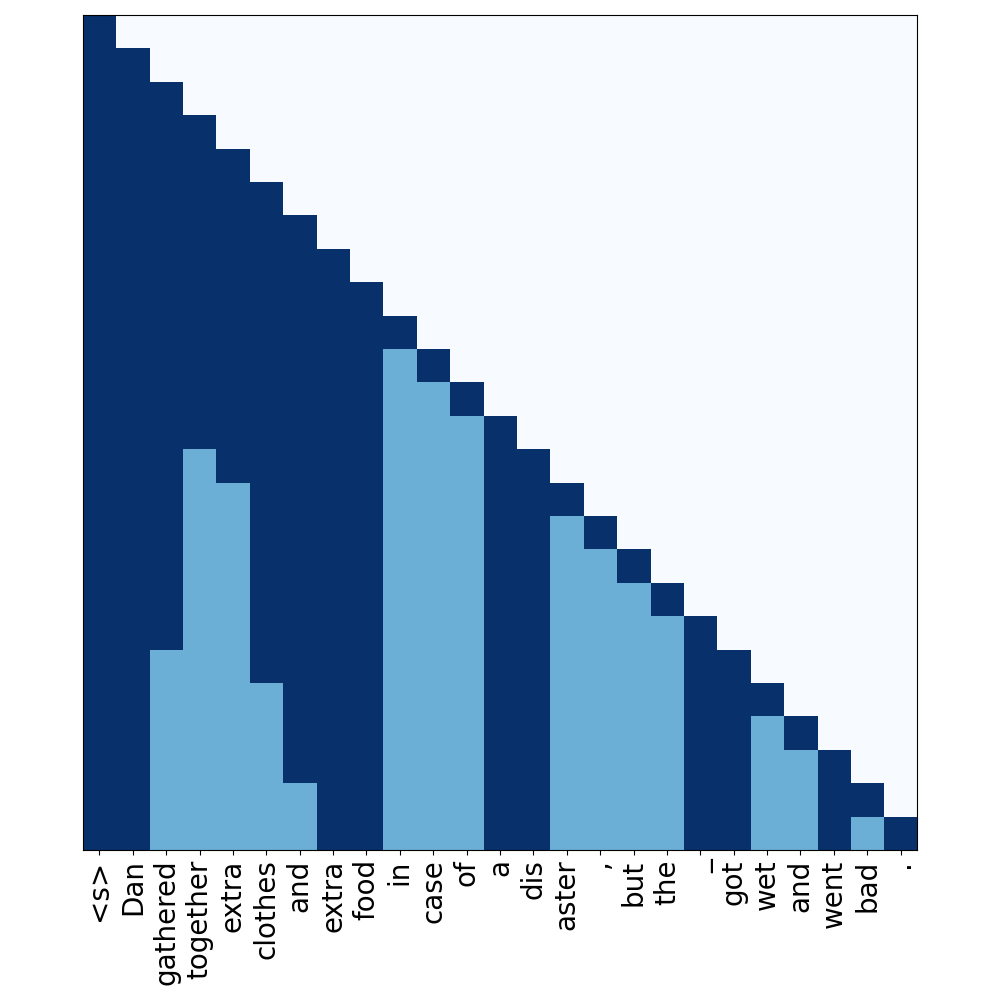 <s>
Dan
gathered
together
extra
clothes
and
extra
food
in
case
of
a
dis
aster
,
but
the
_
got
wet
and
went
bad
.